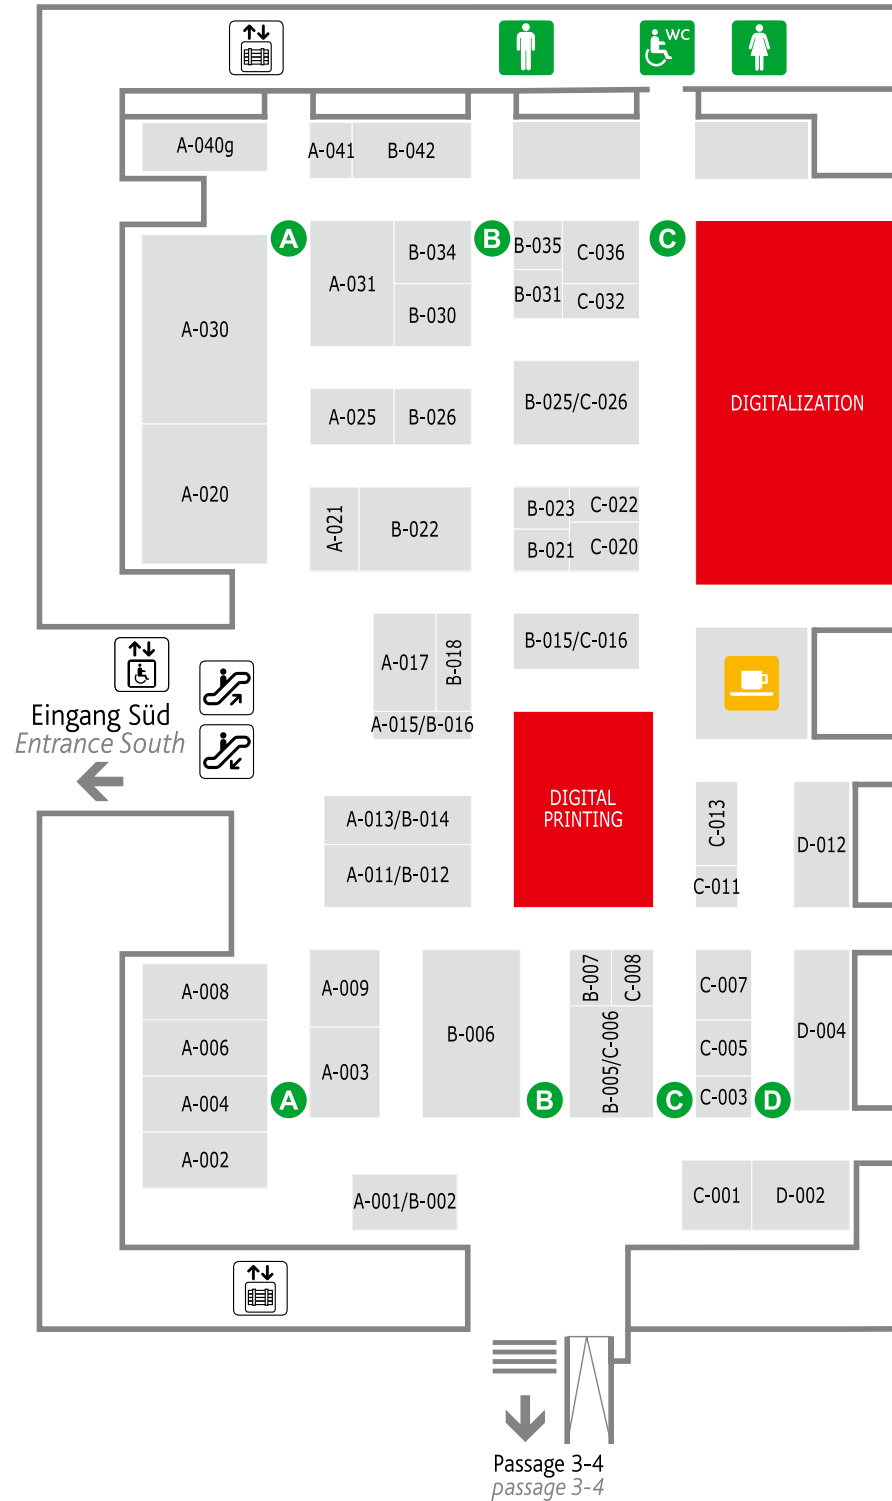 WC
A-040g
A-041
B-042
A
B
C
B-034
B-035
C-036
A-031
B-031
C-032
B-030
A-030
B-025/C-026
DIGITALIZATION
A-025
B-026
A-020
A-021
B-022
B-023
C-022
B-021
C-020
B-015/C-016
A-017
B-018
Eingang Süd
Entrance South
A-015/B-016
DIGITAL
PRINTING
A-013/B-014
C-013
D-012
A-011/B-012
C-011
A-008
A-009
B-007
C-008
C-007
A-006
B-006
D-004
C-005
A-003
B-005/C-006
A-004
A
B
C
C-003
D
A-002
A-001/B-002
C-001
D-002
Passage 3-4
passage 3-4